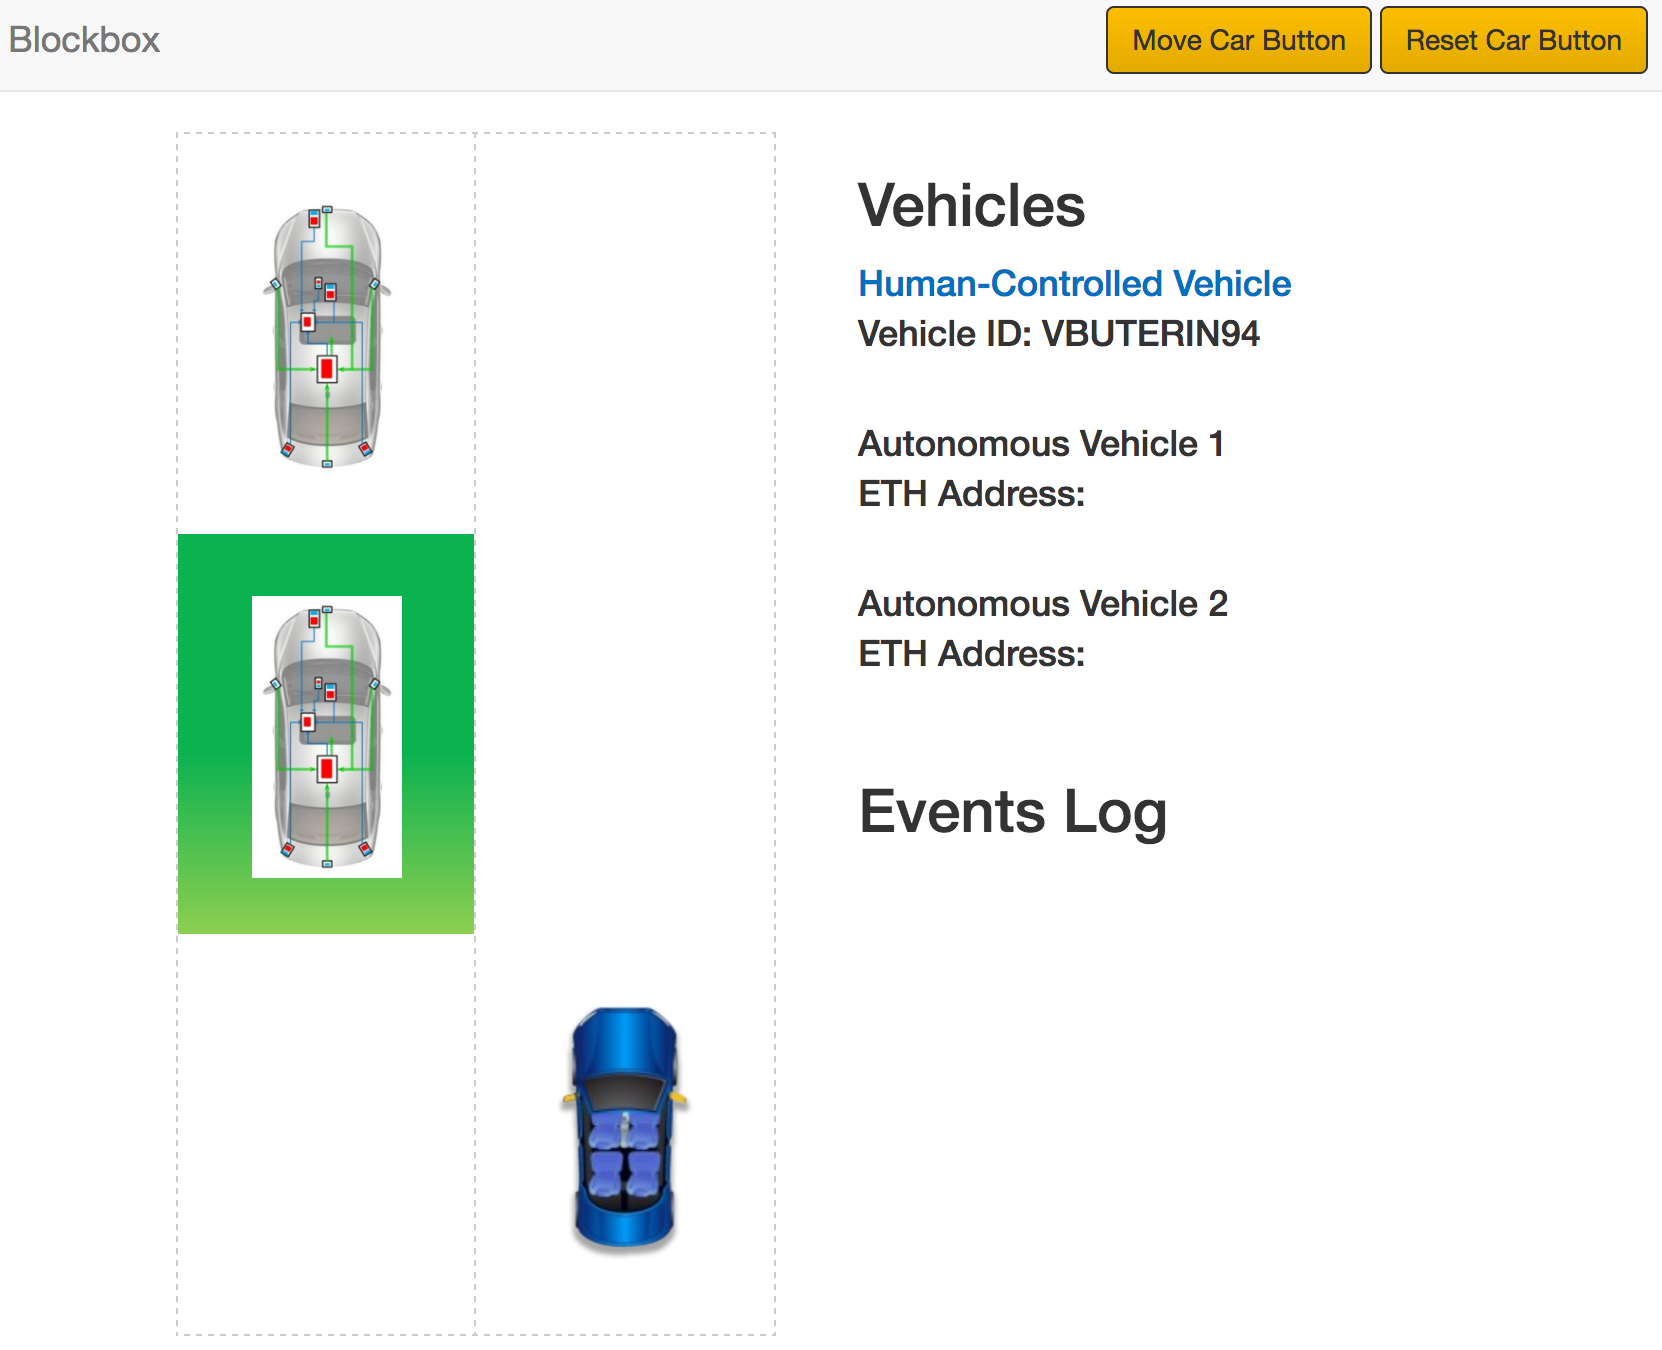 Blockbox
Move Car Button
Reset Car Button
Vehicles
Human-Controlled Vehicle
Vehicle ID: VBUTERIN94
Autonomous Vehicle 1
ETH Address:
Autonomous Vehicle 2
ETH Address:
Events Log